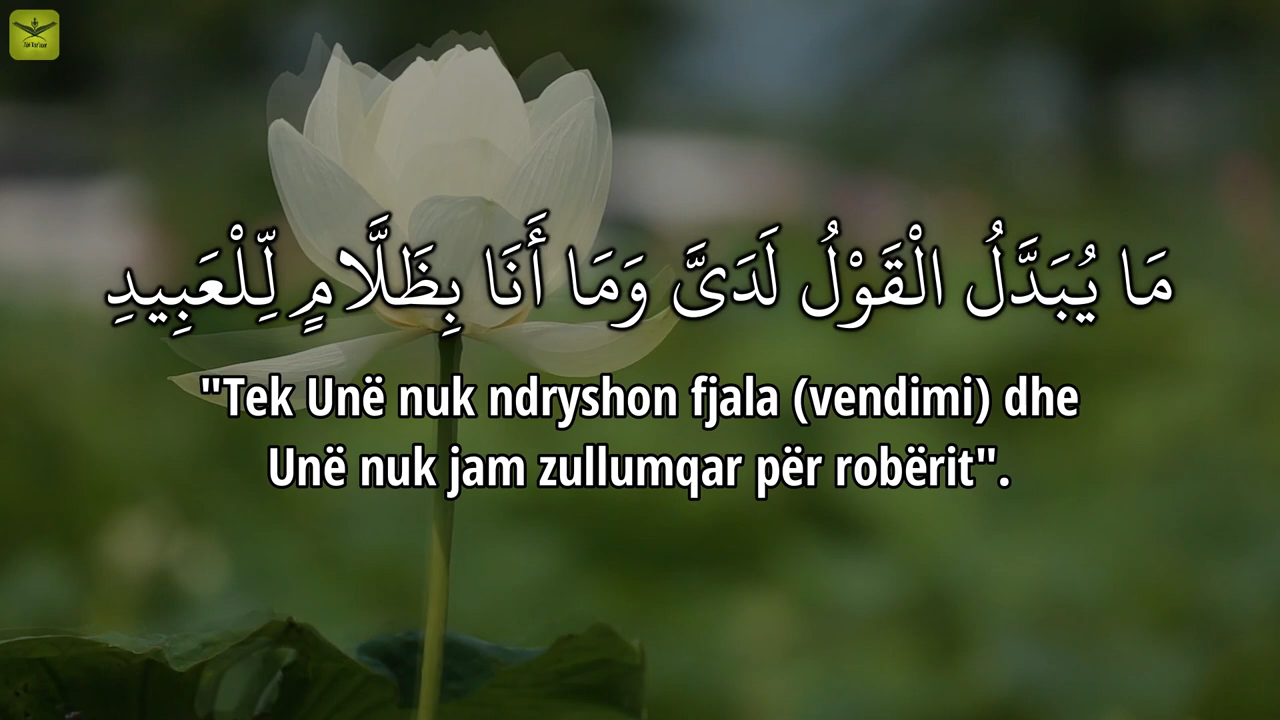 مَا يُبَدَّلُ الْقَوْلُ لَدَىَّ وَمَا أَنَا بِظَلَّامٍ لِّلْعَبِيدِ
"Tek Unë nuk ndryshon fjala (vendimi) dhe
Unë nuk jam zullumqar për robërit".